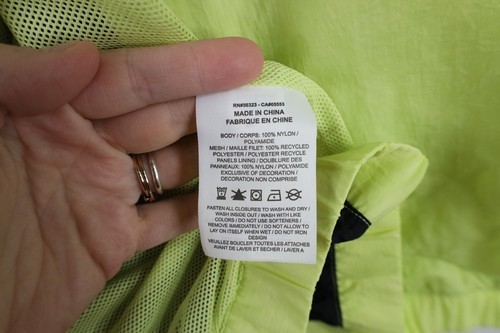 RN#56323 - CA#05553
MADE IN CHINA
FABRIQUE EN CHINE
BODY / CORPS: 100% NYLON /
POLYAMIDE
MESH / MAILLE FILET: 100% RECYCLED
POLYESTER / POLYESTER RECYCLE
PANELS LINING / DOUBLURE DES
PANNEAUX: 100% NYLON / POLYAMIDE
EXCLUSIVE OF DECORATION /
DECORATION NON COMPRISE
FASTEN ALL CLOSURES TO WASH AND DRY /
WASH INSIDE OUT / WASH WITH LIKE
COLORS / DO NOT USE SOFTENERS /
REMOVE IMMEDIATELY / DO NOT ALLOW TO
LAY ON ITSELF WHEN WET / DO NOT IRON
DESIGN
VEUILLEZ BOUCLER TOUTES LES ATTACHES
AVANT DE LAVER ET SECHER / LAVER A